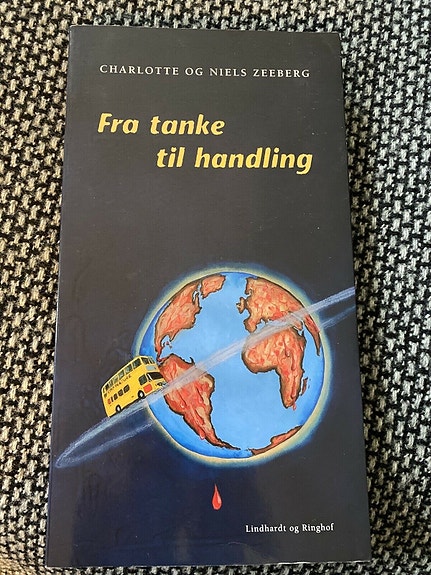 CHARLOTTE OG NIELS ZEEBERG
Fra tanke
til handling
Lindhardt og Ringhof